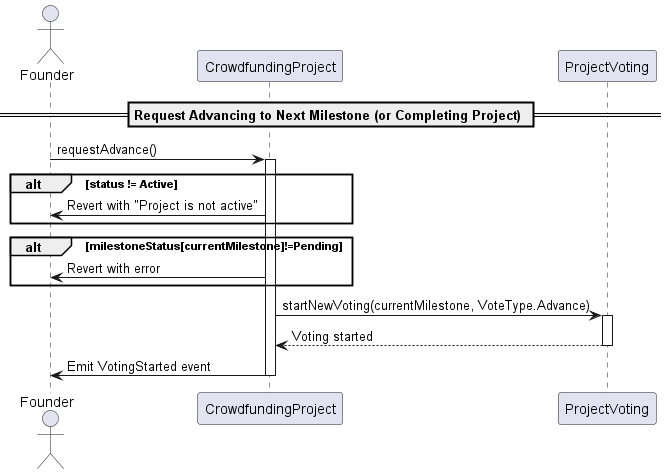 Founder
CrowdfundingProject
ProjectVoting
Request Advancing to Next Milestone (or Completing Project)
requestAdvance()
alt [status != Active]
Revert with "Project is not active"
alt [milestoneStatus[currentMilestone]!=Pending]
Revert with error
startNewVoting(currentMilestone, VoteType.Advance)
Voting started
Emit VotingStarted event
Founder
CrowdfundingProject
ProjectVoting